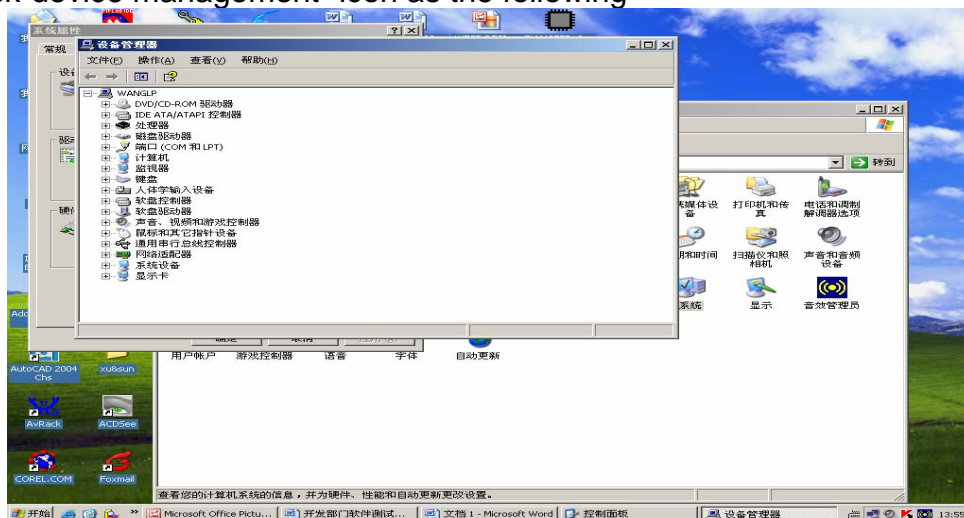 device management" icon as the following
系统属性
设备管理器
常规
文件(F) 操作(A) 查看(V) 帮助(H)
WANGLP
DVD/CD-ROM 驱动器
IDE ATA/ATAPI 控制器
处理器
磁盘驱动器
端口 (COM 和 LPT)
计算机
监视器
键盘
人体学输入设备
软盘控制器
软盘驱动器
声音、视频和游戏控制器
鼠标和其它指针设备
通用串行总线控制器
网络适配器
系统设备
显示卡
转到
打印机和传真
电话和调制解调器选项
扫描仪和照相机
声音和音频设备
系统
显示
音效管理员
用户帐户
游戏控制器
语音
字体
自动更新
AutoCAD 2004 Chs
xu8sun
AvRack
ACDSee
COREL.COM
Foxmail
查看您的计算机系统的信息，并为硬件、性能和自动更新更改设置。
开始
Microsoft Office Pictu...
开发部门软件测试...
文档 1 - Microsoft Word
控制面板
设备管理器
13:55